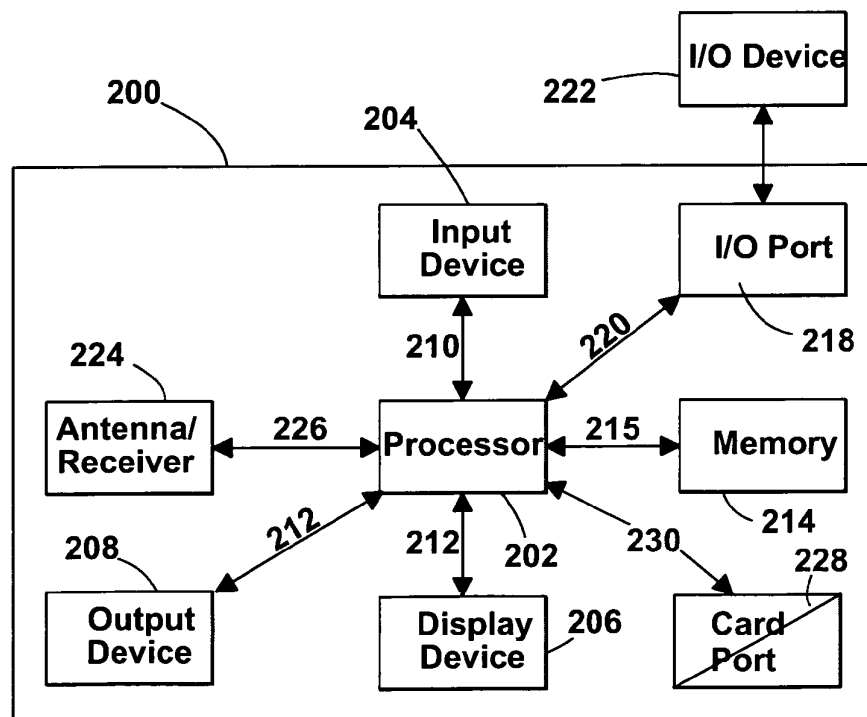 I/O Device
222
200
204
Input
Device
I/O Port
218
210
220
224
Antenna/
Receiver
226
Processor
215
Memory
214
212
212
202
230
208
Output
Device
Display
Device
206
228
Card
Port